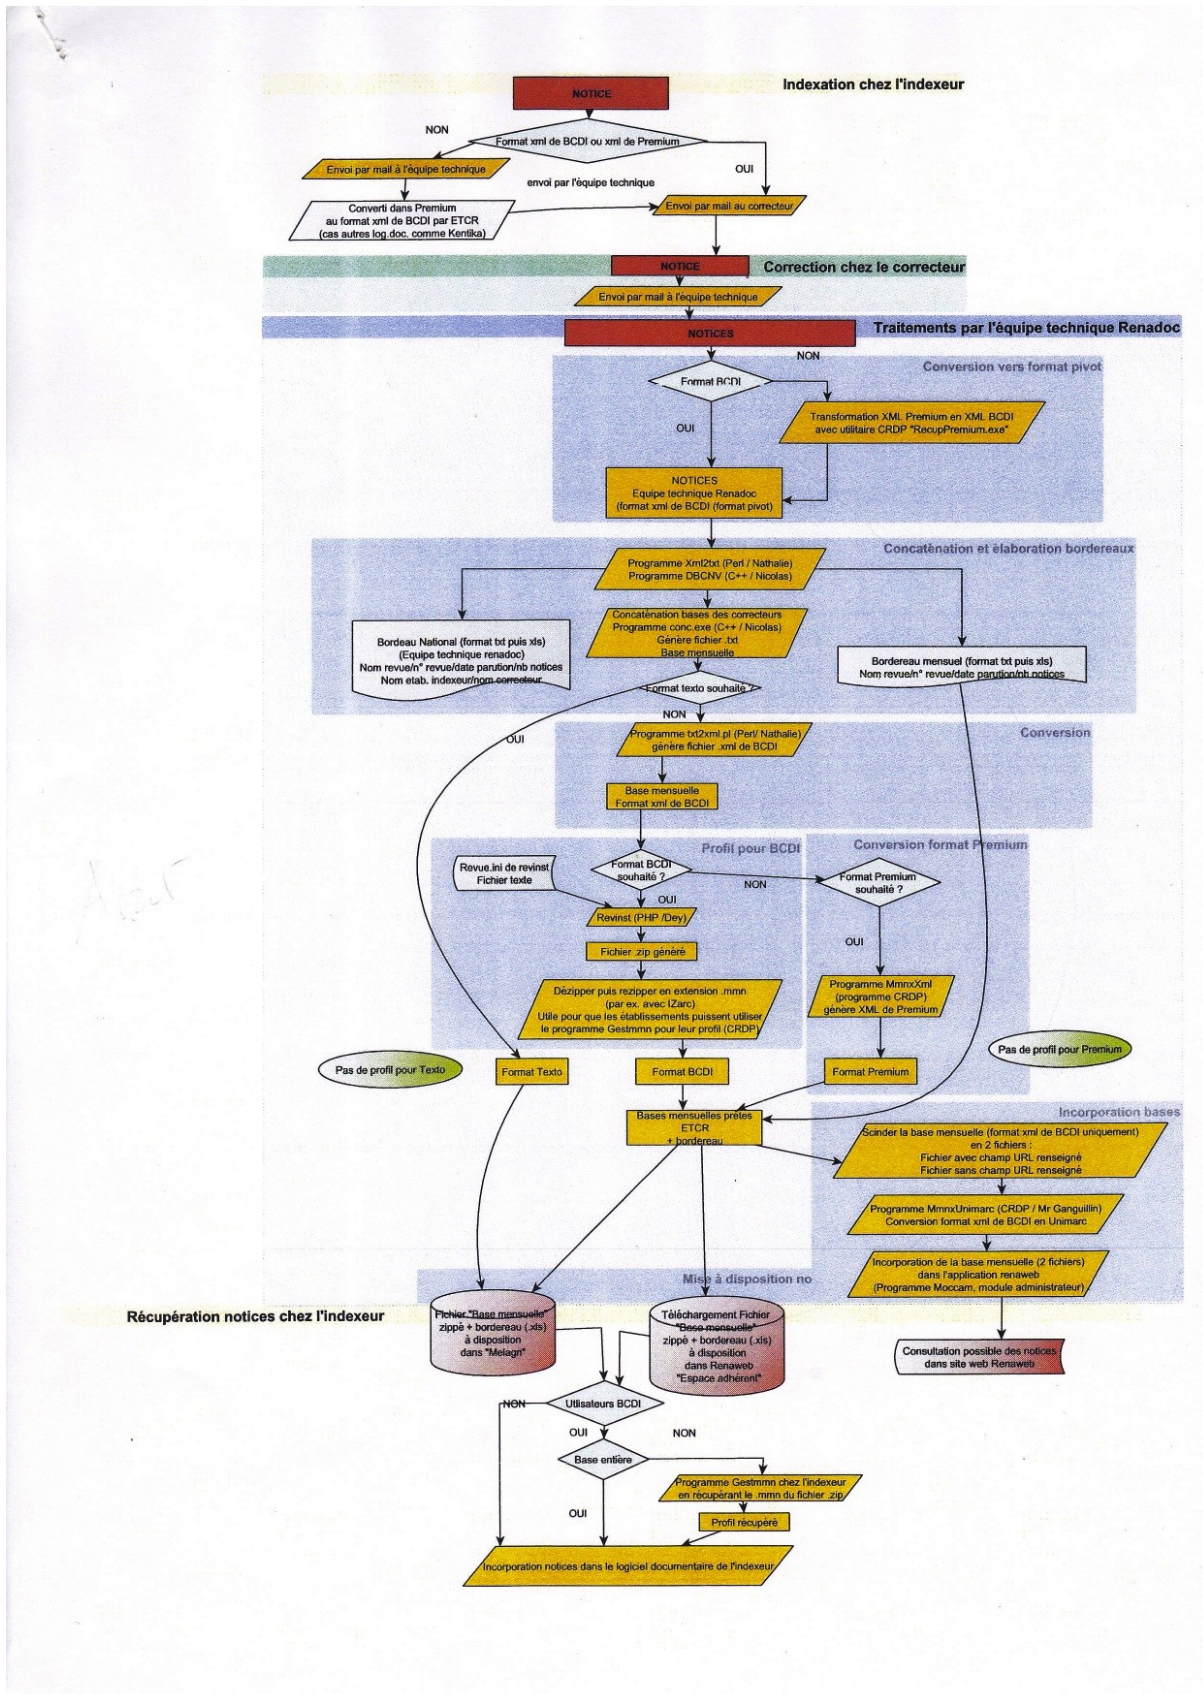 Indexation chez l'indexeur
NOTICE
NON
Format xml de BCDI ou xml de Premium
OUI
Envoi par mail à l'équipe technique
envoi par l'équipe technique
Converti dans Premium
au format xml de BCDI par ETCR
(cas autres log.doc. comme Kentika)
Envoi par mail au correcteur
NOTICE
Correction chez le correcteur
Envoi par mail à l'équipe technique
NOTICES
Traitements par l'équipe technique Renadoc
NON
Conversion vers format pivot
Format BCDI
OUI
Transformation XML Premium en XML BCDI
avec utilitaire CRDP "RecupPremium.exe"
NOTICES
Equipe technique Renadoc
(format xml de BCDI (format pivot)
Concaténation et élaboration bordereaux
Programme Xml2txt (Perl / Nathalie)
Programme DBCNV (C++ / Nicolas)
Concaténation bases des correcteurs
Programme conc.exe (C++ / Nicolas)
Génère fichier .txt
Base mensuelle
Bordeau National (format txt puis xls)
(Equipe technique renadoc)
Nom revue/n° revue/date parution/nb notices
Nom etab. indexeur/nom correcteur
Bordereau mensuel (format txt puis xls)
Nom revue/n° revue/date parution/nb notices
Format texto souhaité ?
NON
OUI
Conversion
Programme txt2xml.pl (Perl/ Nathalie)
génère fichier .xml de BCDI
Base mensuelle
Format xml de BCDI
Profil pour BCDI
Conversion format Premium
Revue.ini de revinst
Fichier texte
Format BCDI
souhaité ?
NON
Format Premium
souhaité ?
OUI
Revinst (PHP /Dey)
OUI
Fichier .zip généré
Dézipper puis rezipper en extension .mmn
(par ex. avec IZarc)
Utile pour que les établissements puissent utiliser
le programme Gestmmn pour leur profil (CRDP)
Programme MmnxXml
(programme CRDP)
génère XML de Premium
Pas de profil pour Texto
Format Texto
Format BCDI
Format Premium
Pas de profil pour Premium
Bases mensuelles prêtes
ETCR
+ bordereau
Incorporation bases
Scinder la base mensuelle (format xml de BCDI uniquement)
en 2 fichiers :
Fichier avec champ URL renseigné
Fichier sans champ URL renseigné
Programme MmnxUnimarc (CRDP / Mr Ganguillin)
Conversion format xml de BCDI en Unimarc
Incorporation de la base mensuelle (2 fichiers)
dans l'application renaweb
(Programme Moccam, module administrateur)
Mise à disposition no
Récupération notices chez l'indexeur
Fichier "Base mensuelle"
zippé + bordereau (.xls)
à disposition
dans "Melagn"
Téléchargement Fichier
"Base mensuelle"
zippé + bordereau (.xls)
à disposition
dans Renaweb
"Espace adhérent"
Consultation possible des notices
dans site web Renaweb
NON
Utlisateurs BCDI
OUI
NON
Base entière
Programme Gestmmn chez l'indexeur
en récupérant le .mmn du fichier .zip
OUI
Profil récupéré
Incorporation notices dans le logiciel documentaire de l'indexeur